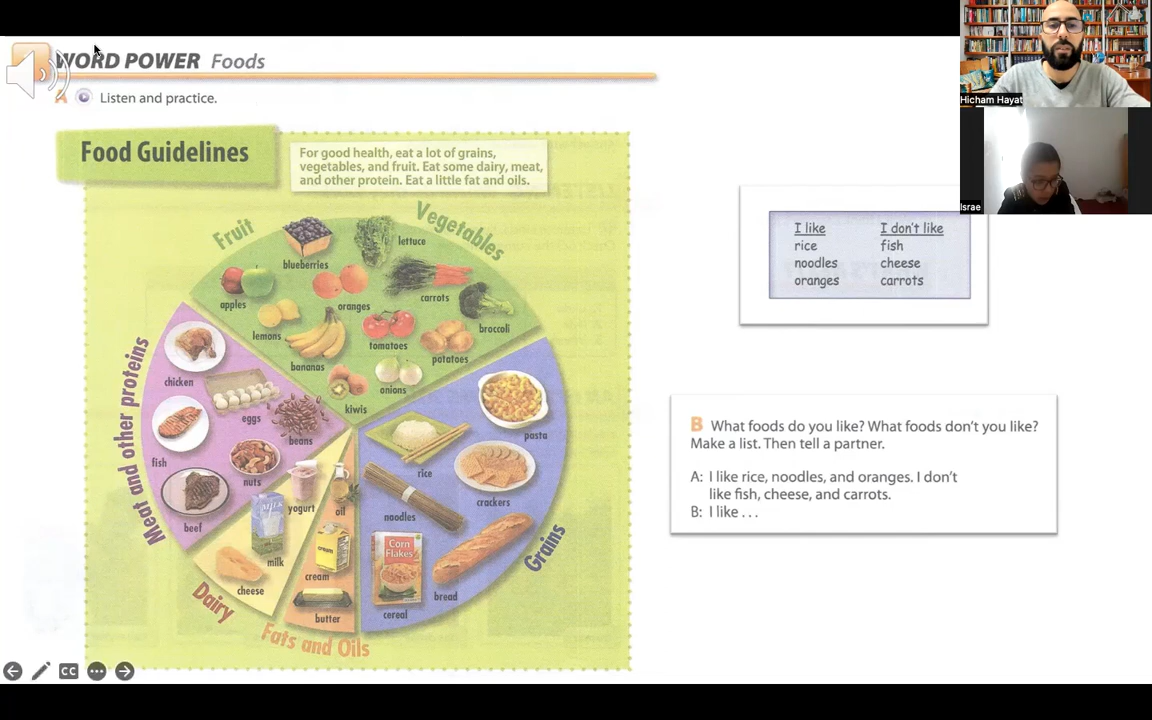 WORD POWER Foods
A Listen and practice.
Food Guidelines
For good health, eat a lot of grains,
vegetables, and fruit. Eat some dairy, meat,
and other protein. Eat a little fat and oils.
Fruit
Vegetables
blueberries
lettuce
apples
oranges
carrots
lemons
tomatoes
broccoli
bananas
potatoes
kiwis
onions
Meat and other proteins
chicken
eggs
beans
fish
nuts
beef
Dairy
yogurt
milk
cheese
Fats and Oils
oil
cream
cream
butter
Grains
pasta
rice
crackers
noodles
Corn
Flakes
bread
cereal
I like
rice
noodles
oranges
I don't like
fish
cheese
carrots
B What foods do you like? What foods don't you like?
Make a list. Then tell a partner.
A: I like rice, noodles, and oranges. I don't
like fish, cheese, and carrots.
B: I like . . .
Hicham Hayat
Israe
CC